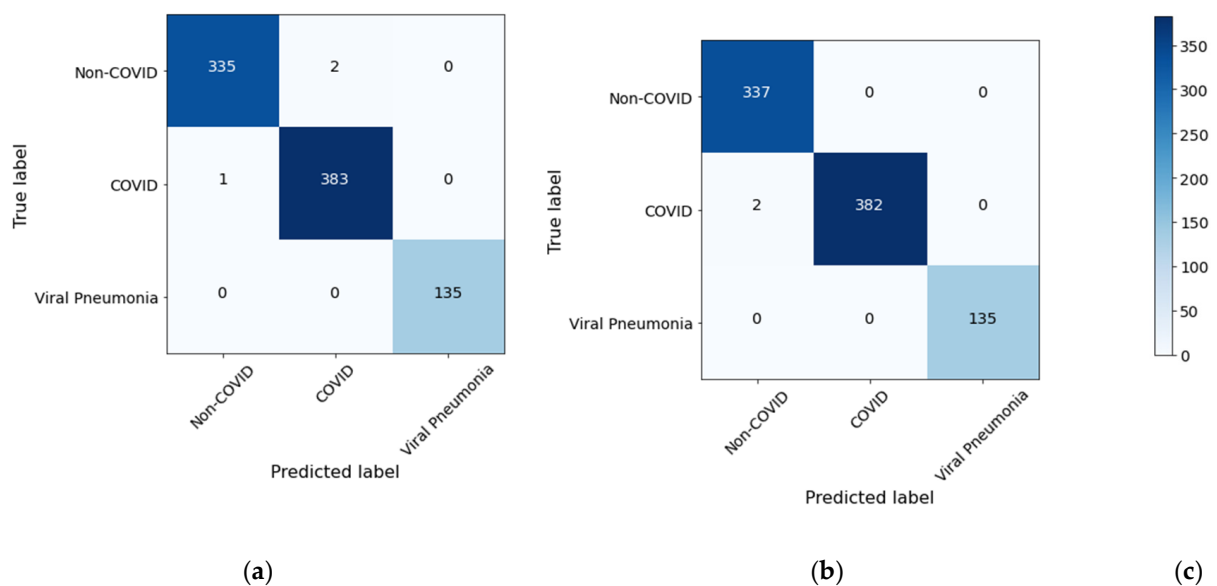 Non-COVID 335 2 0
COVID 1 383 0
Viral Pneumonia 0 0 135
True label
Non-COVID COVID Viral Pneumonia
Predicted label
(a)
Non-COVID 337 0 0
COVID 2 382 0
Viral Pneumonia 0 0 135
True label
Non-COVID COVID Viral Pneumonia
Predicted label
(b)
350
300
250
200
150
100
50
0
(c)